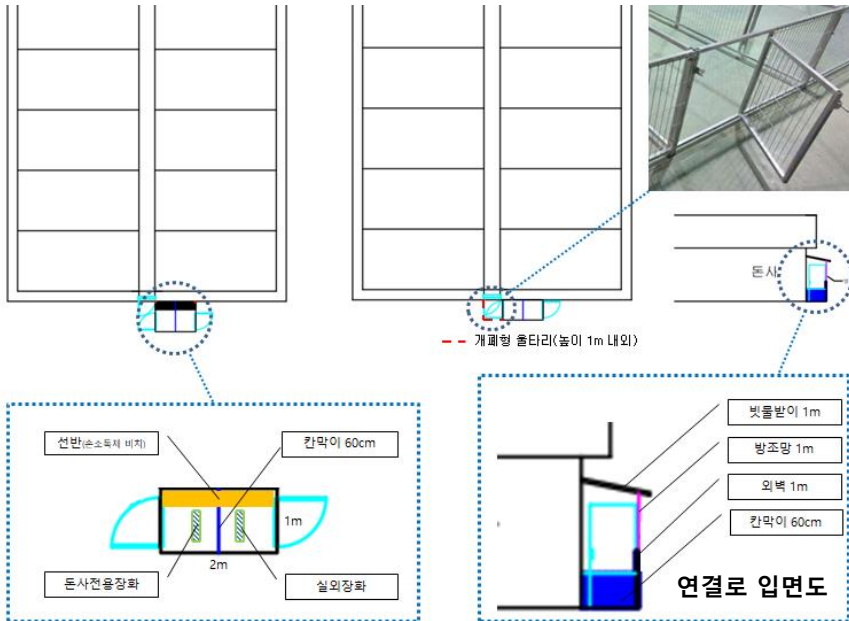 돈사
개폐형 울타리(높이 1m 내외)
선반(손소독제 비치)
칸막이 60cm
1m
2m
돈사전용장화
실외장화
빗물받이 1m
방조망 1m
외벽 1m
칸막이 60cm
연결로 입면도